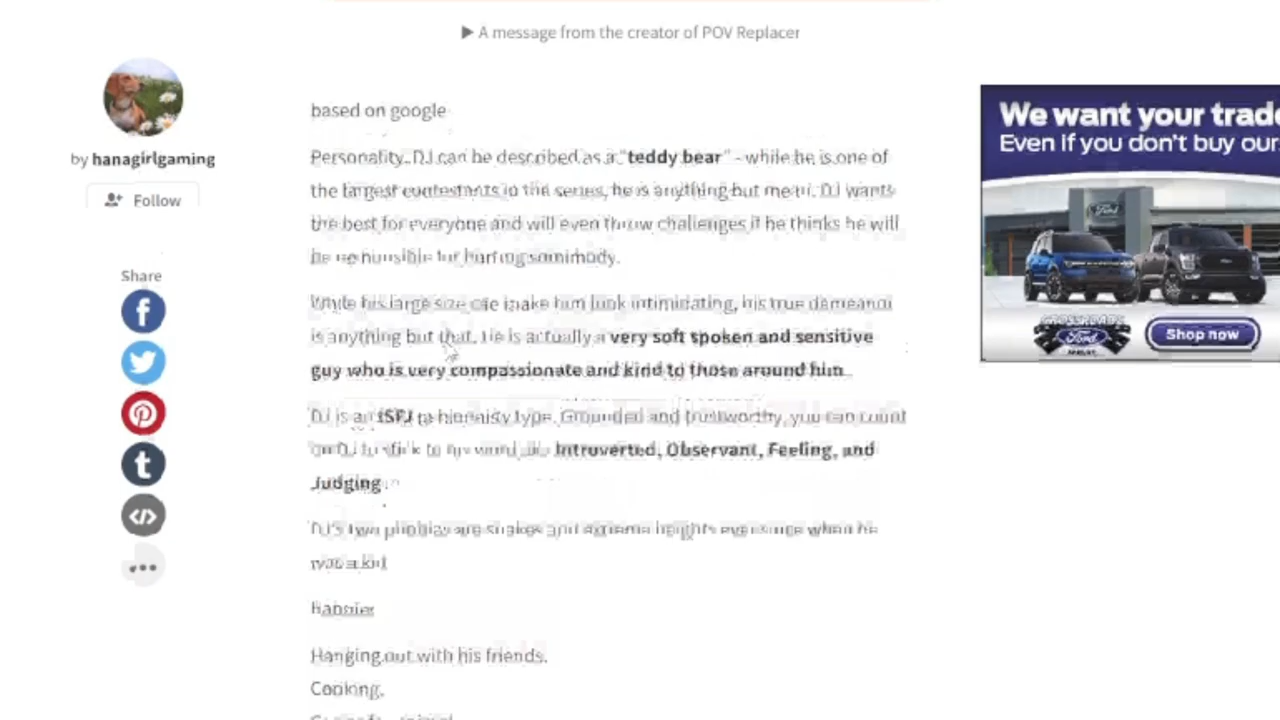 ▶ A message from the creator of POV Replacer
by hanagirlgaming
Follow
Share
based on google
Personality. DJ can be described as a "teddy bear" - while he is one of
the largest contestants in the series, he is anything but mean. DJ wants
the best for everyone and will even throw challenges if he thinks he will
be responsible for hurting somebody.
While his large size can make him look intimidating, his true demeanor
is anything but that. He is actually a very soft spoken and sensitive
guy who is very compassionate and kind to those around him.
DJ is an ISFJ personality type. Grounded and trustworthy, you can count
on DJ to stick to his word. Introverted, Observant, Feeling, and
Judging.
DJ's two phobias are snakes and extreme heights ever since when he
was a kid
Hanging out with his friends.
Cooking.
We want your trade
Even if you don't buy our
Ford
CROSSROADS
Ford
Shop now